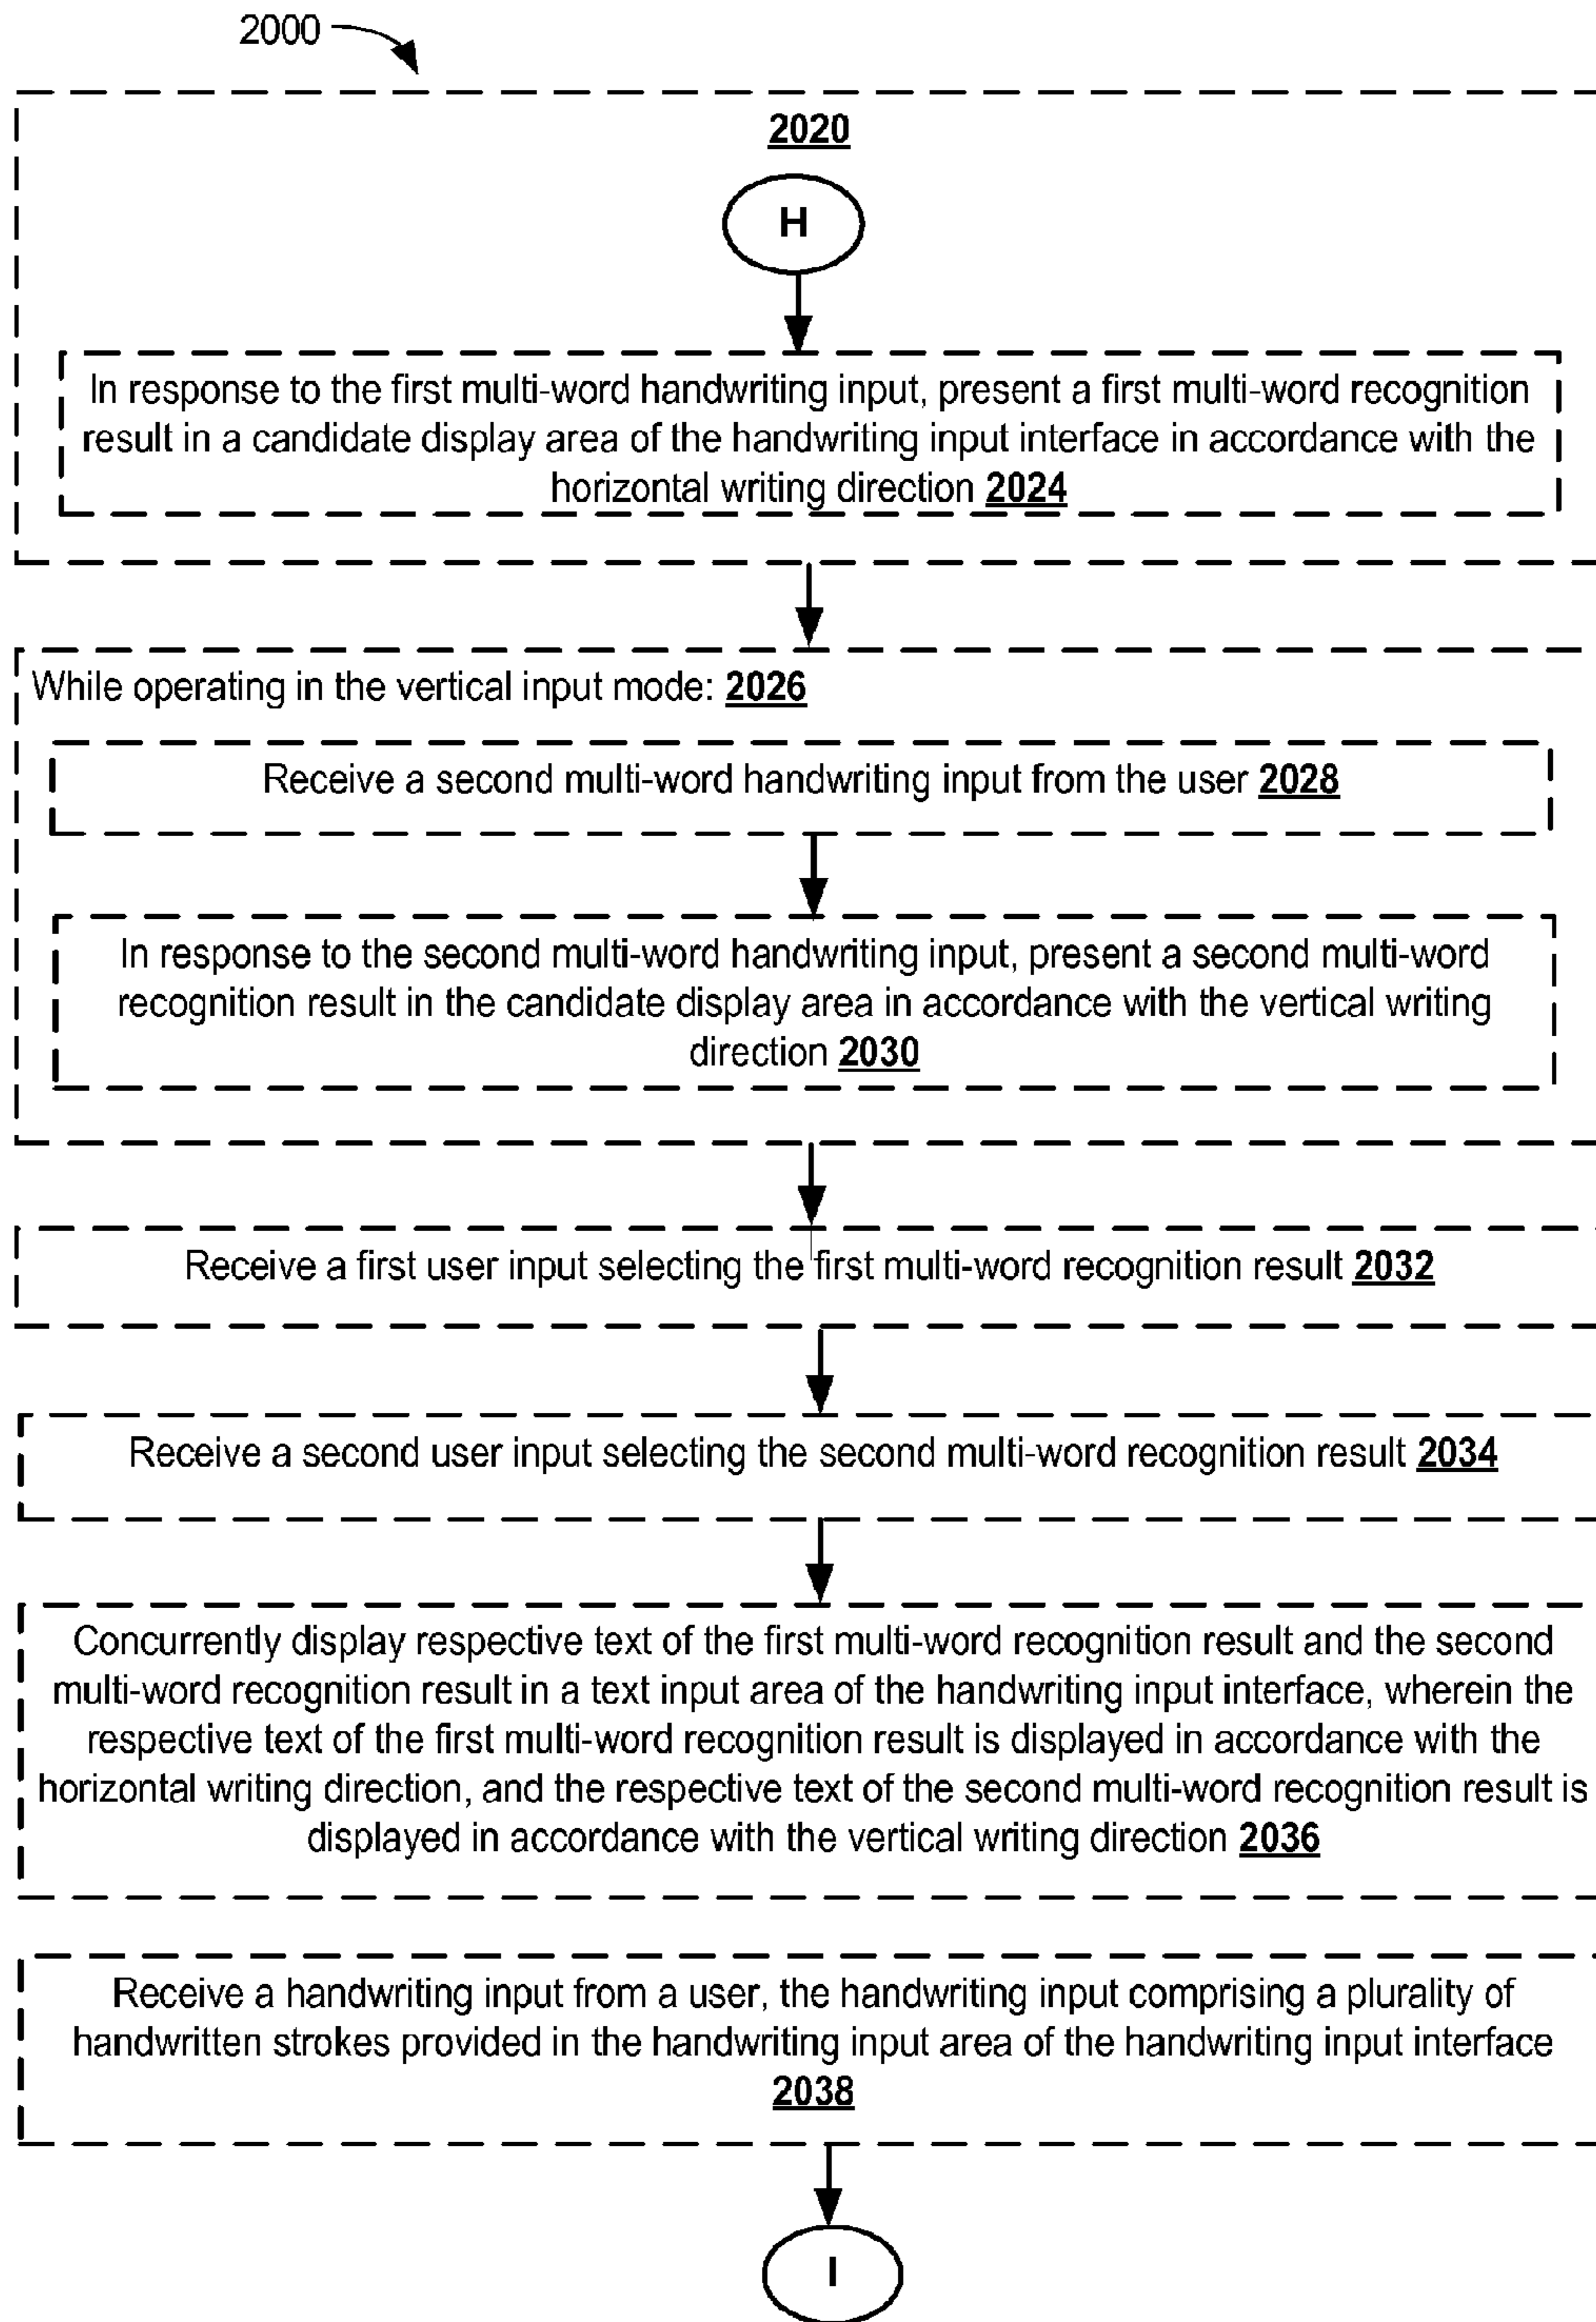 2000
2020
H
In response to the first multi-word handwriting input, present a first multi-word recognition
result in a candidate display area of the handwriting input interface in accordance with the
horizontal writing direction 2024
While operating in the vertical input mode: 2026
Receive a second multi-word handwriting input from the user 2028
In response to the second multi-word handwriting input, present a second multi-word
recognition result in the candidate display area in accordance with the vertical writing
direction 2030
Receive a first user input selecting the first multi-word recognition result 2032
Receive a second user input selecting the second multi-word recognition result 2034
Concurrently display respective text of the first multi-word recognition result and the second
multi-word recognition result in a text input area of the handwriting input interface, wherein the
respective text of the first multi-word recognition result is displayed in accordance with the
horizontal writing direction, and the respective text of the second multi-word recognition result is
displayed in accordance with the vertical writing direction 2036
Receive a handwriting input from a user, the handwriting input comprising a plurality of
handwritten strokes provided in the handwriting input area of the handwriting input interface
2038
I